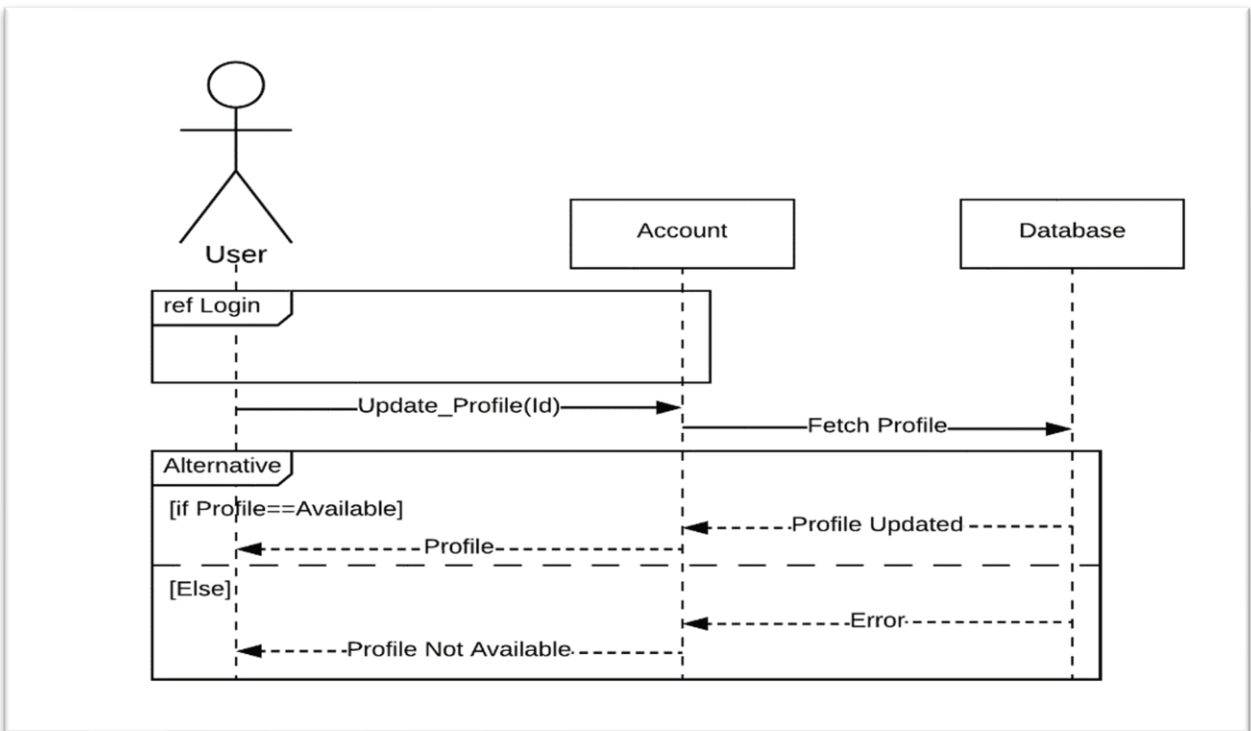 User
Account
Database
ref Login
Update_Profile(Id)
Fetch Profile
Alternative
[if Profile==Available]
Profile Updated
Profile
[Else]
Error
Profile Not Available